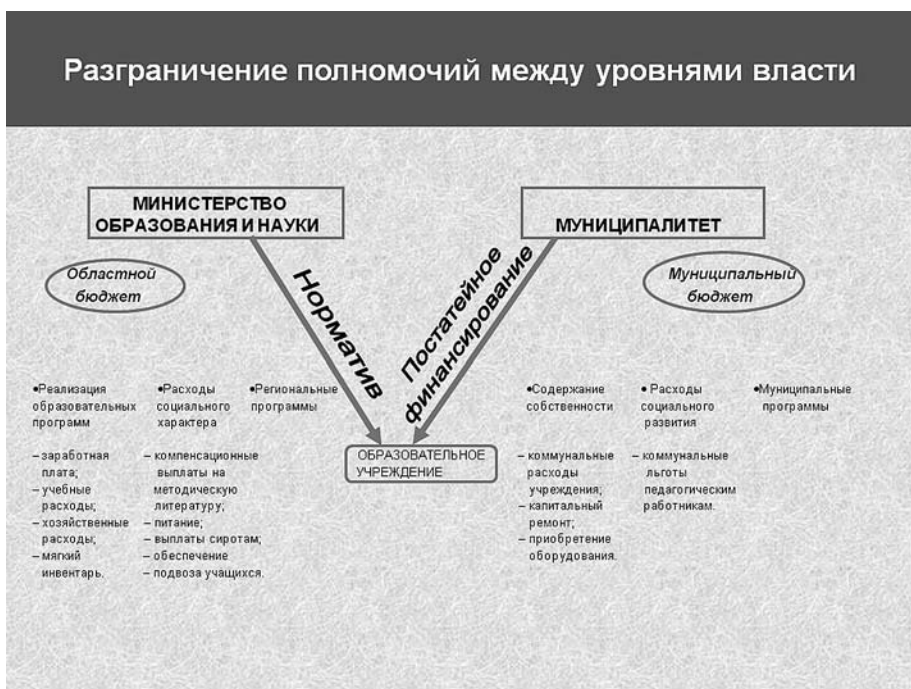 Разграничение полномочий между уровнями власти
МИНИСТЕРСТВО
ОБРАЗОВАНИЯ И НАУКИ
МУНИЦИПАЛИТЕТ
Областной
бюджет
Муниципальный
бюджет
Норматив
Постатейное
финансирование
•Реализация
образовательных
программ
– заработная
плата;
– учебные
расходы;
– хозяйственные
расходы;
– мягкий
инвентарь.
•Расходы
социального
характера
– компенсационные
выплаты на
методическую
литературу;
– питание;
– выплаты сиротам;
– обеспечение
– подвоза учащихся.
•Региональные
программы
ОБРАЗОВАТЕЛЬНОЕ
УЧРЕЖДЕНИЕ
•Содержание
собственности
– коммунальные
расходы
учреждения;
– капитальный
ремонт;
– приобретение
оборудования.
• Расходы
социального
развития
– коммунальные
льготы
педагогическим
работникам.
•Муниципальные
программы